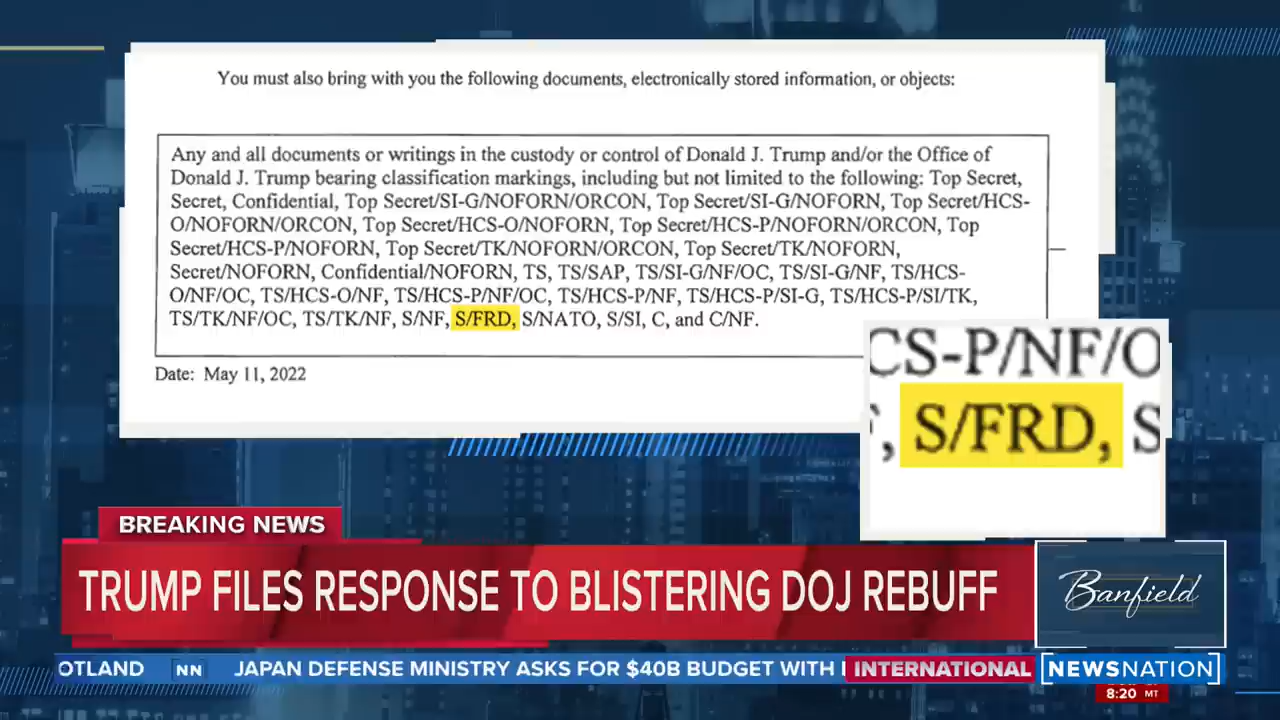 You must also bring with you the following documents, electronically stored information, or objects:
Any and all documents or writings in the custody or control of Donald J. Trump and/or the Office of
Donald J. Trump bearing classification markings, including but not limited to the following: Top Secret,
Secret, Confidential, Top Secret/SI-G/NOFORN/ORCON, Top Secret/SI-G/NOFORN, Top Secret/HCS-
O/NOFORN/ORCON, Top Secret/HCS-O/NOFORN, Top Secret/HCS-P/NOFORN/ORCON, Top
Secret/HCS-P/NOFORN, Top Secret/TK/NOFORN/ORCON, Top Secret/TK/NOFORN,
Secret/NOFORN, Confidential/NOFORN, TS, TS/SAP, TS/SI-G/NF/OC, TS/SI-G/NF, TS/HCS-
O/NF/OC, TS/HCS-O/NF, TS/HCS-P/NF/OC, TS/HCS-P/NF, TS/HCS-P/SI-G, TS/HCS-P/SI/TK,
TS/TK/NF/OC, TS/TK/NF, S/NF, S/FRD, S/NATO, S/SI, C, and C/NF.
Date: May 11, 2022
CS-P/NF/O
, S/FRD, S
BREAKING NEWS
TRUMP FILES RESPONSE TO BLISTERING DOJ REBUFF
Banfield
OTLAND NN JAPAN DEFENSE MINISTRY ASKS FOR $40B BUDGET WITH INTERNATIONAL NEWSNATION
8:20 MT